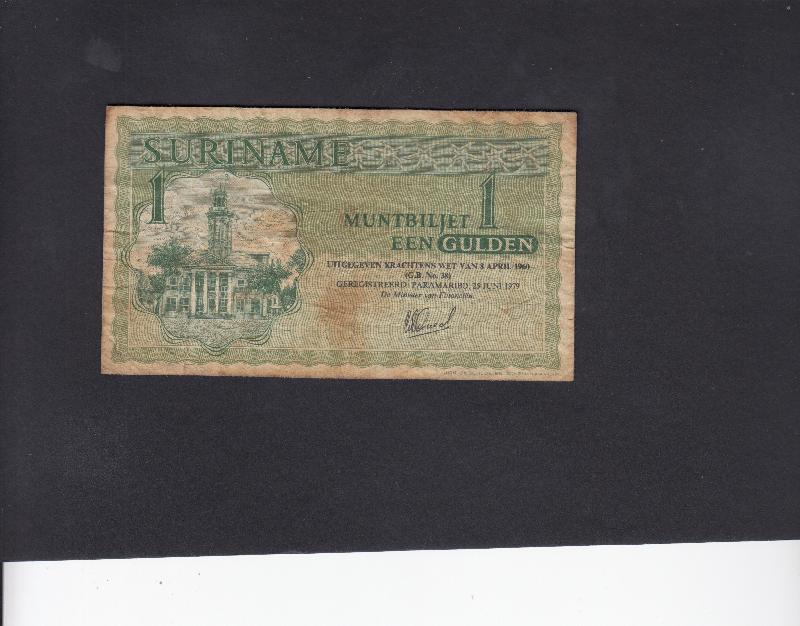 SURINAME
1
1
MUNTBILJET
EEN GULDEN
UITGEGEVEN KRACHTENS WET VAN 8 APRIL 1960
(G.B. No. 38)
GEREGISTREERD: PARAMARIBO, 25 JUNI 1979
De Minister van Financiën,